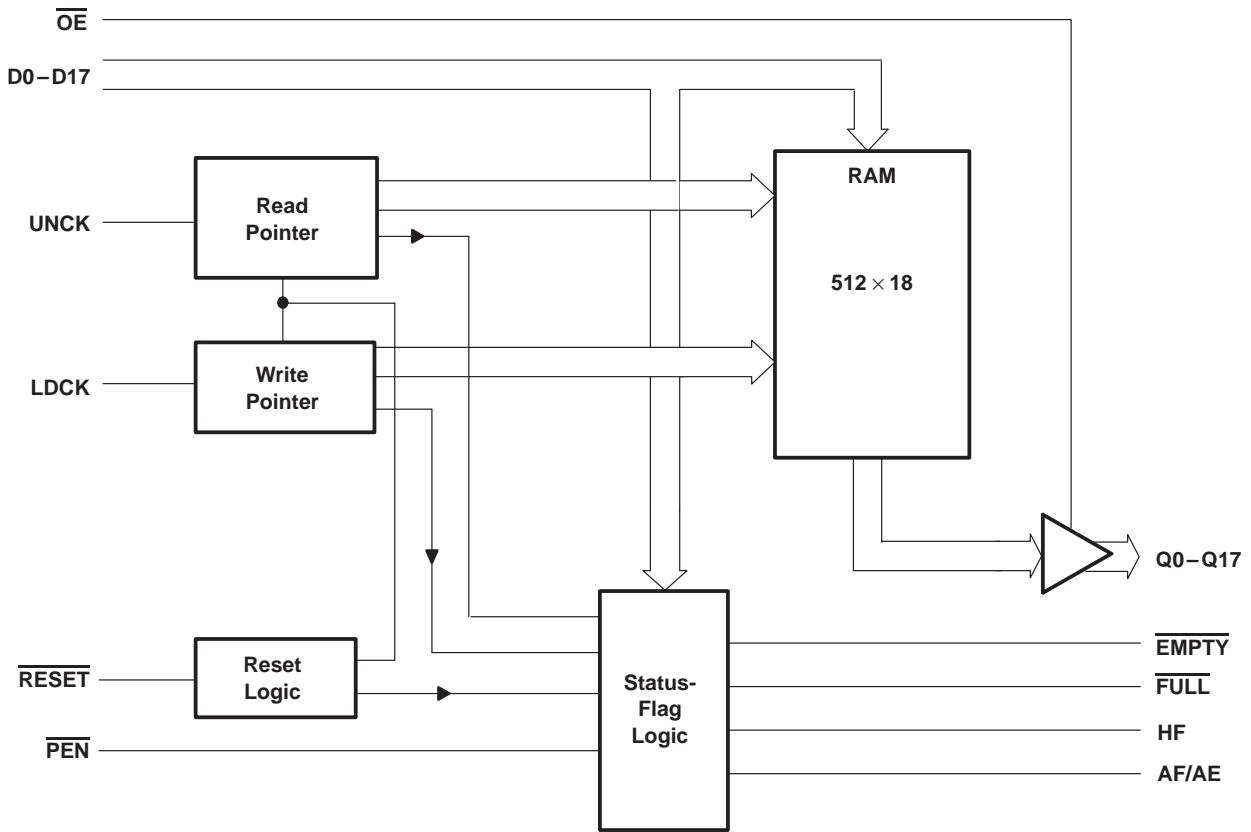 OE
D0–D17
RAM
Read
Pointer
UNCK
512 × 18
Write
Pointer
LDCK
Q0–Q17
EMPTY
Reset
Logic
RESET
Status-
Flag
Logic
FULL
HF
PEN
AF/AE